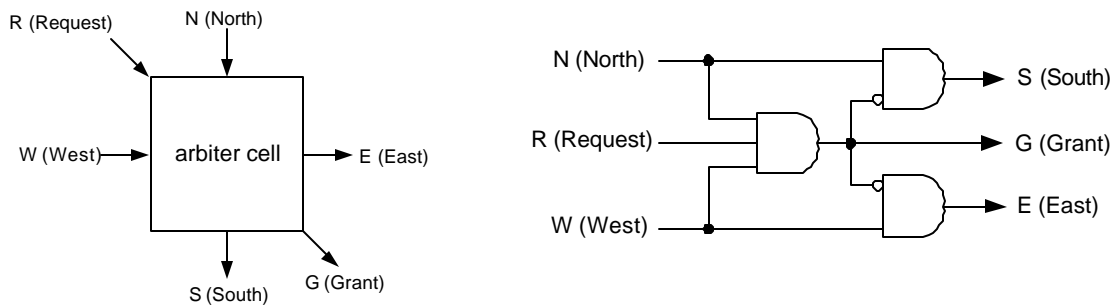 R (Request)
N (North)
W (West)
arbiter cell
E (East)
S (South)
G (Grant)
N (North)
R (Request)
W (West)
S (South)
G (Grant)
E (East)